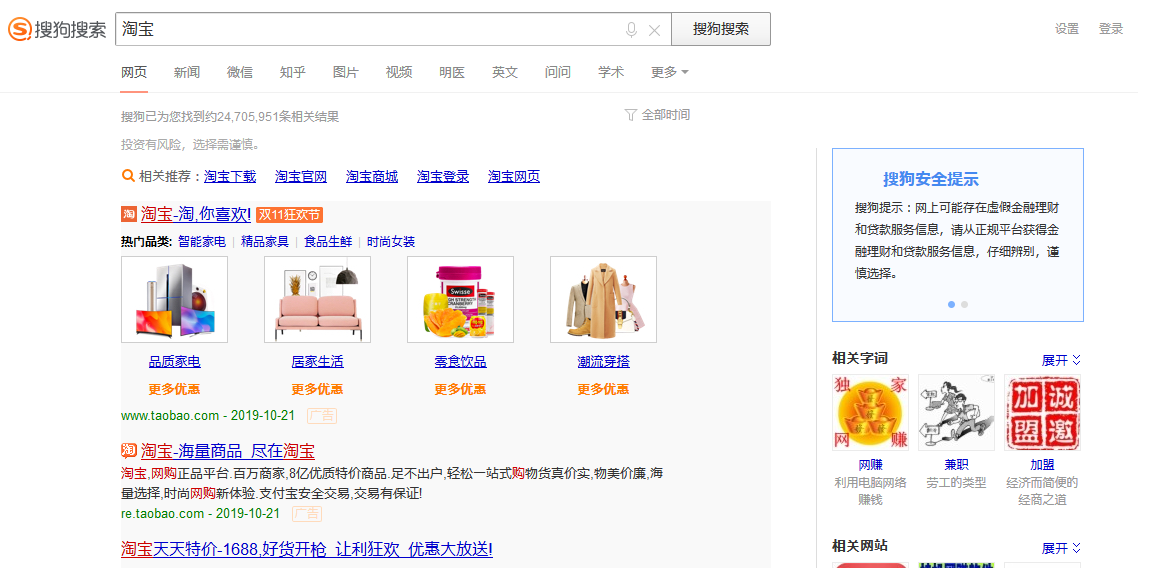 搜狗搜索
淘宝
搜狗搜索
设置 登录
网页 新闻 微信 知乎 图片 视频 明医 英文 问问 学术 更多
搜狗已为您找到约24,705,951条相关结果
全部时间
投资有风险，选择需谨慎。
相关推荐：淘宝下载 淘宝官网 淘宝商城 淘宝登录 淘宝网页
淘 淘宝-淘,你喜欢! 双11狂欢节
热门品类: 智能家电 | 精品家具 | 食品生鲜 | 时尚女装
Swisse
HIGH STRENGTH
CRANBERRY
品质家电 居家生活 零食饮品 潮流穿搭
更多优惠 更多优惠 更多优惠 更多优惠
www.taobao.com - 2019-10-21 广告
淘 淘宝-海量商品_尽在淘宝
淘宝,网购正品平台.百万商家,8亿优质特价商品.足不出户,轻松一站式购物货真价实,物美价廉,海
量选择,时尚网购新体验.支付宝安全交易,交易有保证!
re.taobao.com - 2019-10-21 广告
淘宝天天特价-1688,好货开枪_让利狂欢_优惠大放送!
搜狗安全提示
搜狗提示：网上可能存在虚假金融理财
和贷款服务信息，请从正规平台获得金
融理财和贷款服务信息，仔细辨别，谨
慎选择。
相关字词 展开
独家
网赚
加诚
盟邀
网赚 兼职 加盟
利用电脑网络 劳工的类型 经济而简便的
赚钱 经商之道
相关网站 展开